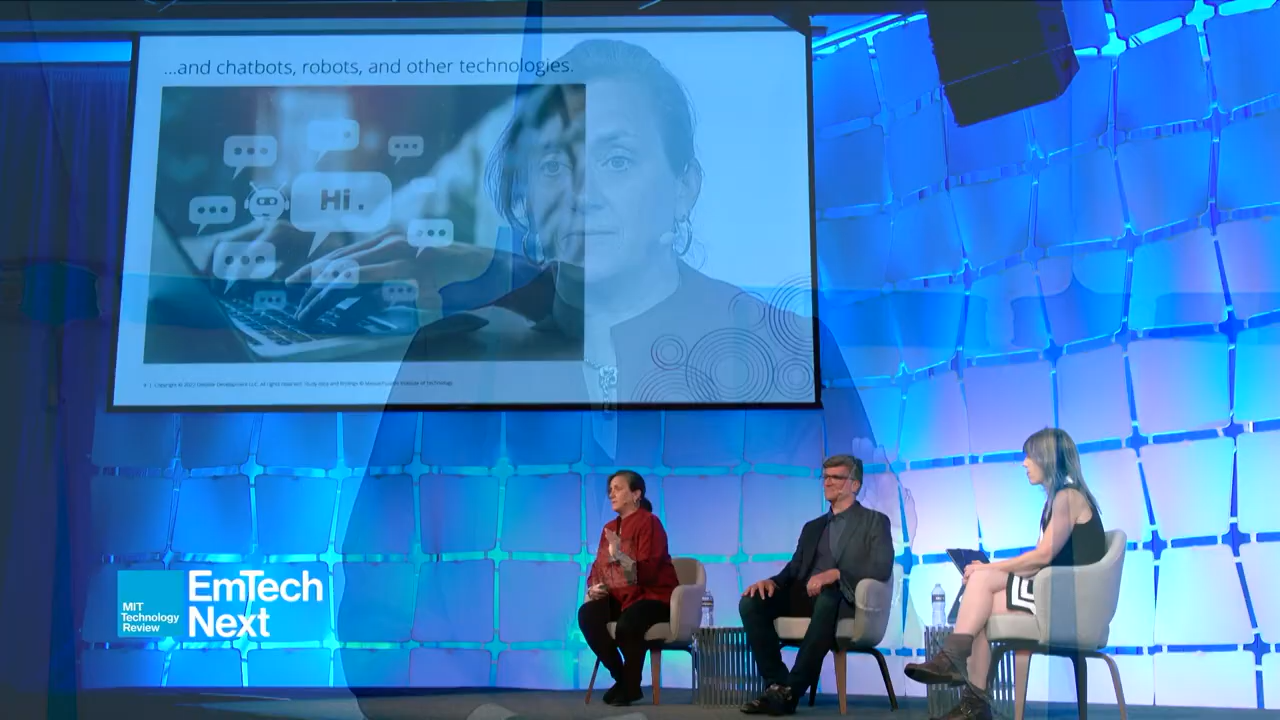 ...and chatbots, robots, and other technologies.
Hi.
MIT
Technology
Review
EmTech
Next